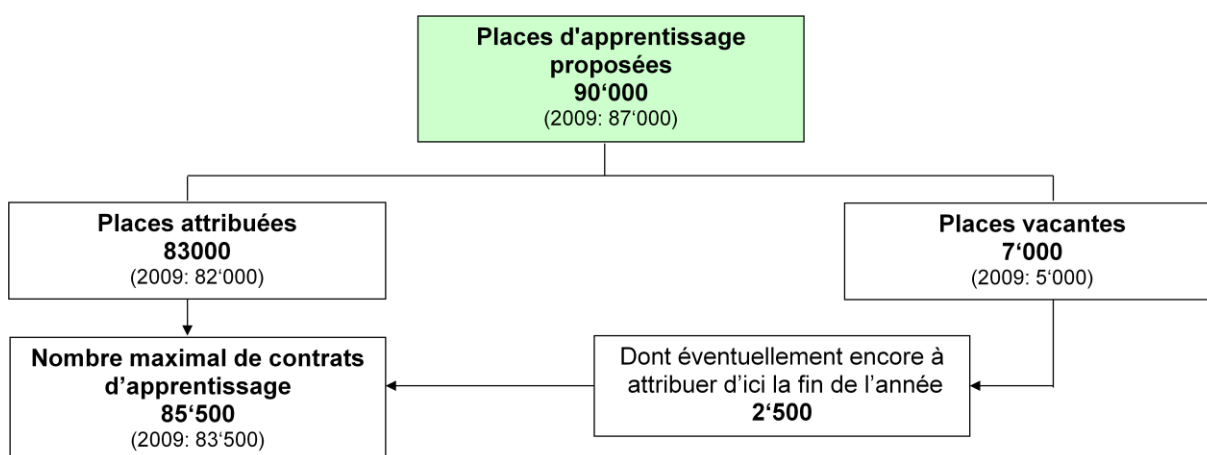 Places d'apprentissage
proposées
90‘000
(2009: 87‘000)
Places attribuées
83000
(2009: 82‘000)
Places vacantes
7‘000
(2009: 5‘000)
Nombre maximal de contrats
d’apprentissage
85‘500
(2009: 83‘500)
Dont éventuellement encore à
attribuer d’ici la fin de l’année
2‘500